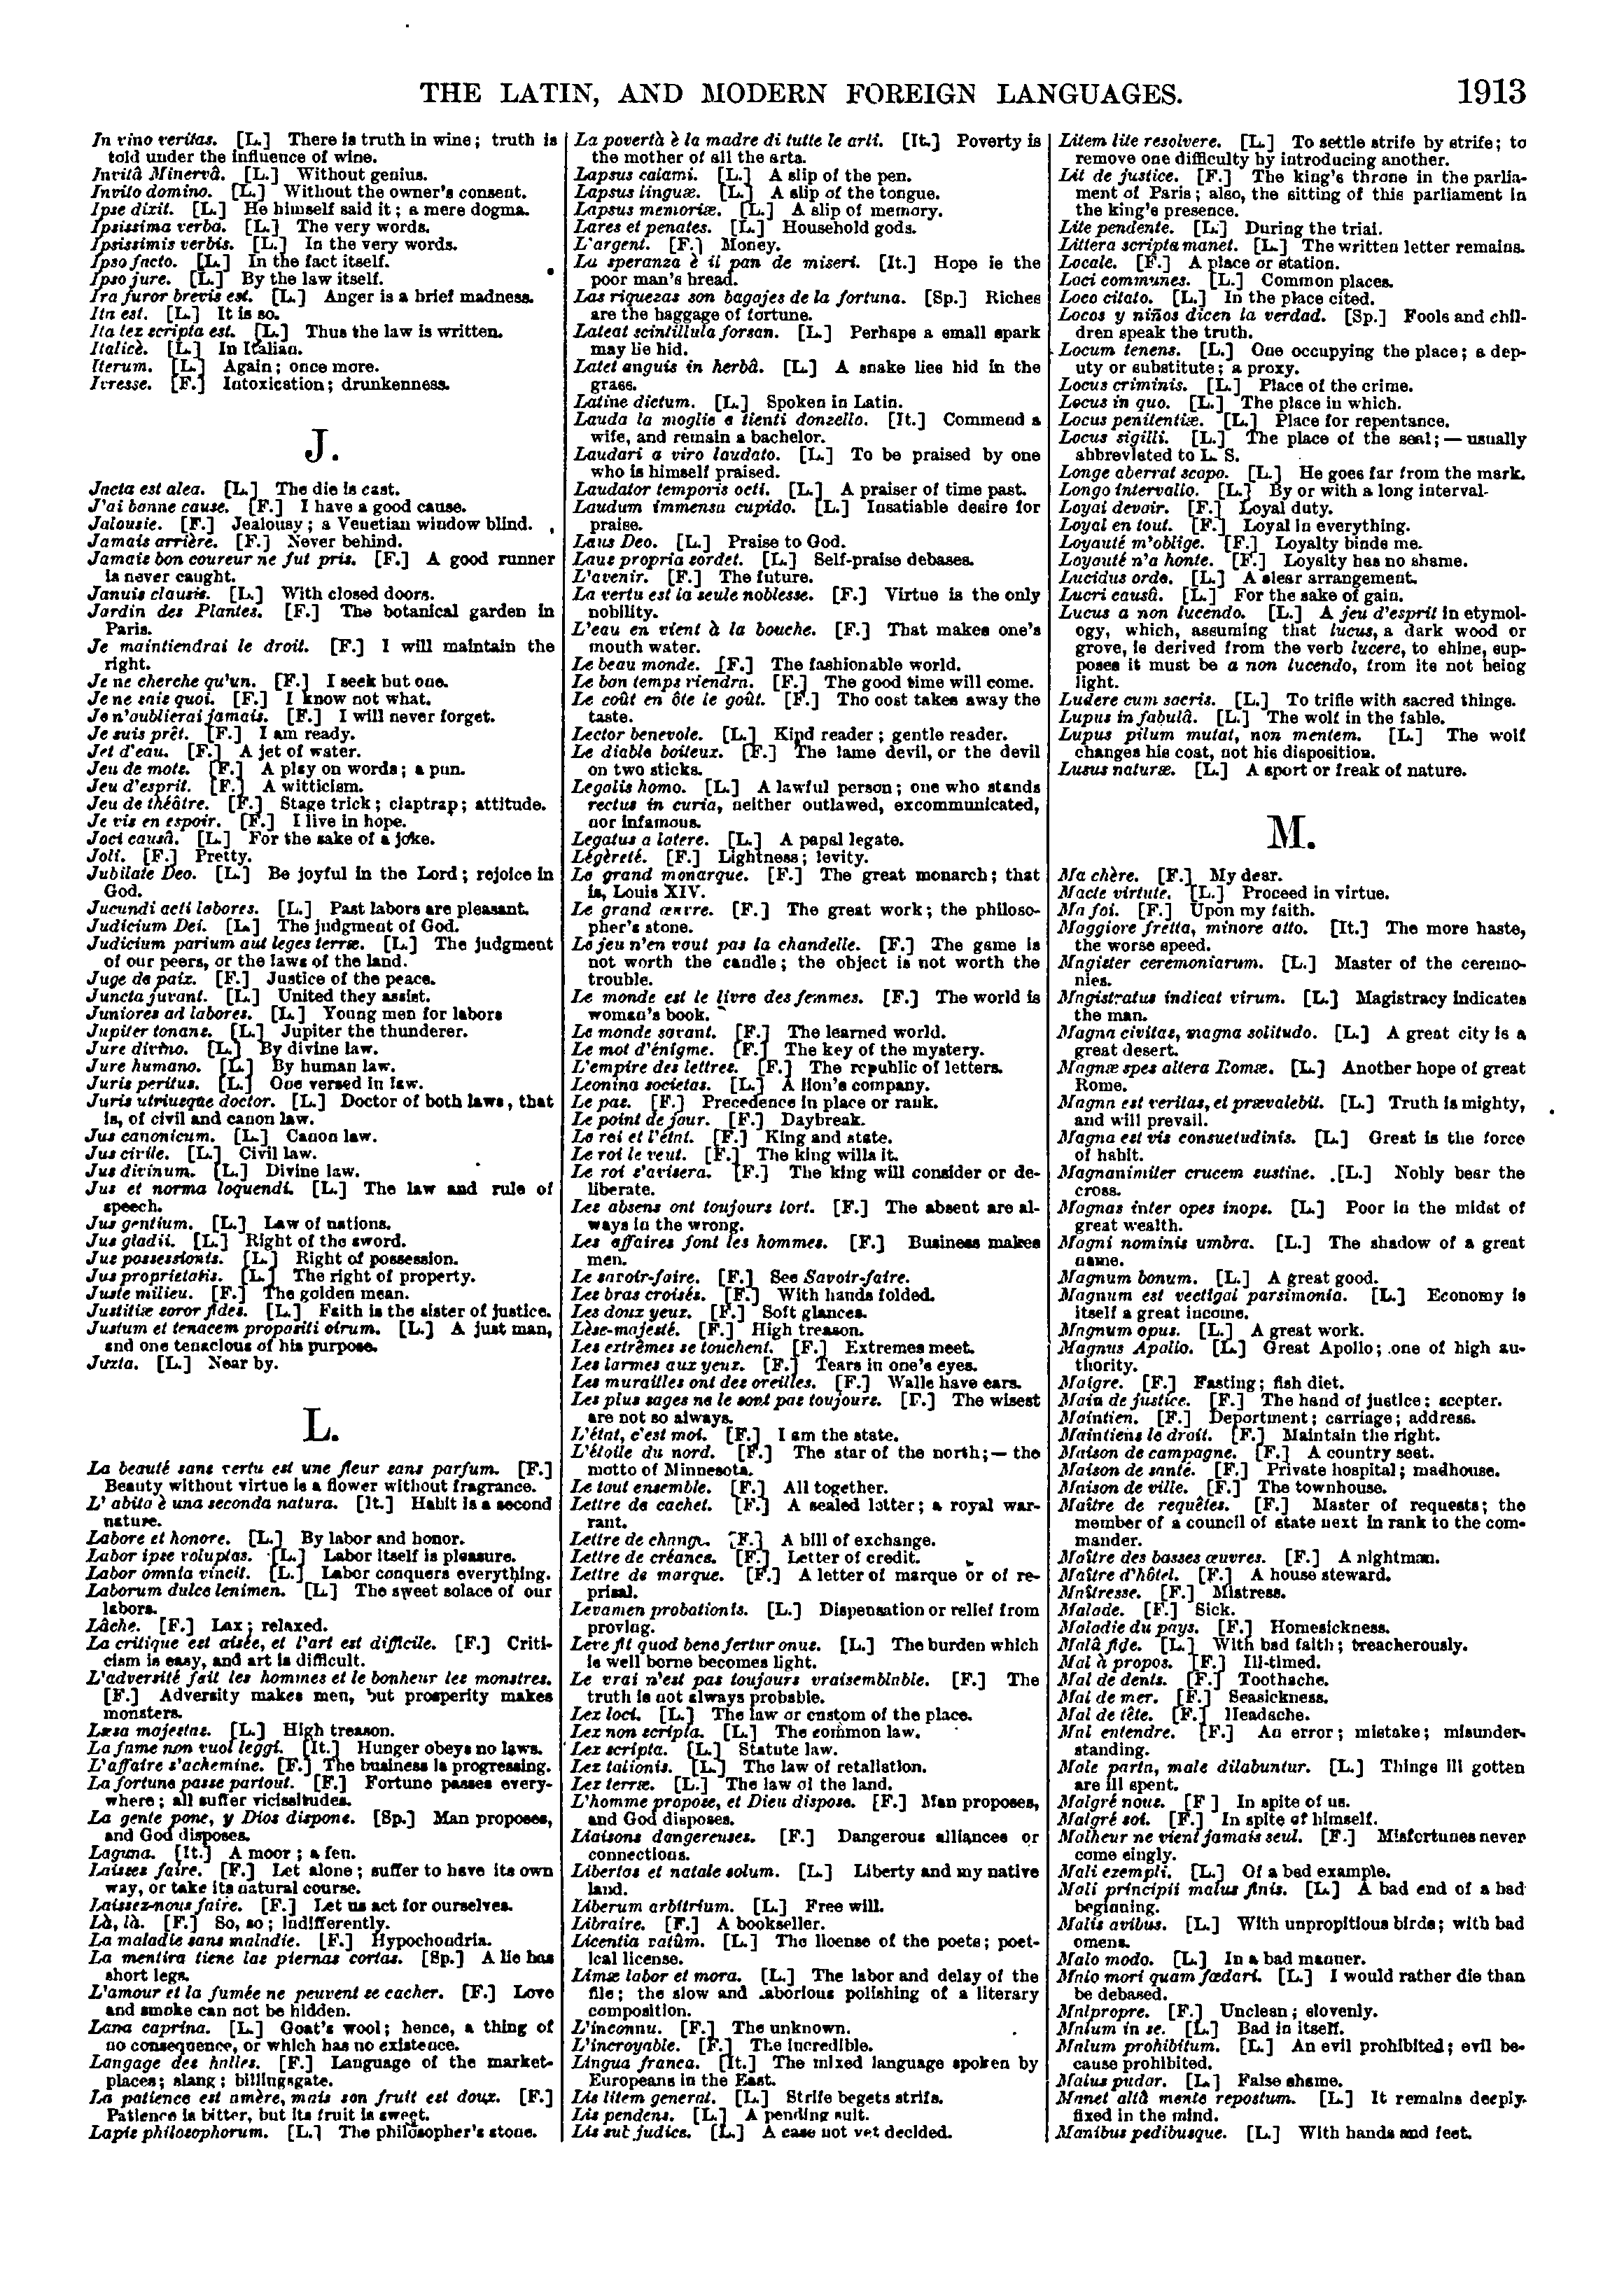 THE LATIN, AND MODERN FOREIGN LANGUAGES. 1913
In vino veritas. [L.] There is truth in wine; truth is
told under the influence of wine.
Invitâ Minervâ. [L.] Without genius.
Invito domino. [L.] Without the owner's consent.
Ipse dixit. [L.] He himself said it; a mere dogma.
Ipsissima verba. [L.] The very words.
Ipsissimis verbis. [L.] In the very words.
Ipso facto. [L.] In the fact itself.
Ipso jure. [L.] By the law itself.
Ira furor brevis est. [L.] Anger is a brief madness.
Ita est. [L.] It is so.
Ita lex scripta est. [L.] Thus the law is written.
Italicè. [L.] In Italian.
Iterum. [L.] Again; once more.
Ivresse. [F.] Intoxication; drunkenness.
J.
Jacta est alea. [L.] The die is cast.
J'ai bonne cause. [F.] I have a good cause.
Jalousie. [F.] Jealousy; a Venetian window blind.
Jamais arrière. [F.] Never behind.
Jamais bon coureur ne fut pris. [F.] A good runner
is never caught.
Januis clausis. [L.] With closed doors.
Jardin des Plantes. [F.] The botanical garden in
Paris.
Je maintiendrai le droit. [F.] I will maintain the
right.
Je ne cherche qu'un. [F.] I seek but one.
Je ne sais quoi. [F.] I know not what.
Je n'oublierai jamais. [F.] I will never forget.
Je suis prêt. [F.] I am ready.
Jet d'eau. [F.] A jet of water.
Jeu de mots. [F.] A play on words; a pun.
Jeu d'esprit. [F.] A witticism.
Jeu de théâtre. [F.] Stage trick; claptrap; attitude.
Je vis en espoir. [F.] I live in hope.
Joci causâ. [L.] For the sake of a joke.
Joli. [F.] Pretty.
Jubilate Deo. [L.] Be joyful in the Lord; rejoice in
God.
Jucundi acti labores. [L.] Past labors are pleasant.
Judicium Dei. [L.] The judgment of God.
Judicium parium aut leges terræ. [L.] The judgment
of our peers, or the laws of the land.
Juge de paix. [F.] Justice of the peace.
Juncta juvant. [L.] United they assist.
Juniores ad labores. [L.] Young men for labors
Jupiter tonans. [L.] Jupiter the thunderer.
Jure divino. [L.] By divine law.
Jure humano. [L.] By human law.
Juris peritus. [L.] One versed in law.
Juris utriusque doctor. [L.] Doctor of both laws, that
is, of civil and canon law.
Jus canonicum. [L.] Canon law.
Jus civile. [L.] Civil law.
Jus divinum. [L.] Divine law.
Jus et norma loquendi. [L.] The law and rule of
speech.
Jus gentium. [L.] Law of nations.
Jus gladii. [L.] Right of the sword.
Jus possessionis. [L.] Right of possession.
Jus proprietatis. [L.] The right of property.
Juste milieu. [F.] The golden mean.
Justitiæ soror fides. [L.] Faith is the sister of justice.
Justum et tenacem propositi virum. [L.] A just man,
and one tenacious of his purpose.
Juxta. [L.] Near by.
L.
La beauté sans vertu est une fleur sans parfum. [F.]
Beauty without virtue is a flower without fragrance.
L' abito è una seconda natura. [It.] Habit is a second
nature.
Labore et honore. [L.] By labor and honor.
Labor ipse voluptas. [L.] Labor itself is pleasure.
Labor omnia vincit. [L.] Labor conquers everything.
Laborum dulce lenimen. [L.] The sweet solace of our
labors.
Lâche. [F.] Lax; relaxed.
La critique est aisée, et l'art est difficile. [F.] Criti-
cism is easy, and art is difficult.
L'adversité fait les hommes et le bonheur les monstres.
[F.] Adversity makes men, but prosperity makes
monsters.
Læsa majestas. [L.] High treason.
La fame non vuol leggi. [It.] Hunger obeys no laws.
L'affaire s'achemine. [F.] The business is progressing.
La fortune passe partout. [F.] Fortune passes every-
where; all suffer vicissitudes.
La gente pone, y Dios dispone. [Sp.] Man proposes,
and God disposes.
Laguna. [It.] A moor; a fen.
Laissez faire. [F.] Let alone; suffer to have its own
way, or take its natural course.
Laissez-nous faire. [F.] Let us act for ourselves.
Là, là. [F.] So, so; indifferently.
La maladie sans maladie. [F.] Hypochondria.
La mentira tiene las piernas cortas. [Sp.] A lie has
short legs.
L'amour et la fumée ne peuvent se cacher. [F.] Love
and smoke can not be hidden.
Lana caprina. [L.] Goat's wool; hence, a thing of
no consequence, or which has no existence.
Langage des halles. [F.] Language of the market-
places; slang; billingsgate.
La patience est amère, mais son fruit est doux. [F.]
Patience is bitter, but its fruit is sweet.
Lapis philosophorum. [L.] The philosopher's stone.
La povertà è la madre di tutte le arti. [It.] Poverty is
the mother of all the arts.
Lapsus calami. [L.] A slip of the pen.
Lapsus linguæ. [L.] A slip of the tongue.
Lapsus memoriæ. [L.] A slip of memory.
Lares et penates. [L.] Household gods.
L'argent. [F.] Money.
La speranza è il pan de miseri. [It.] Hope is the
poor man's bread.
Las riquezas son bagajes de la fortuna. [Sp.] Riches
are the baggage of fortune.
Lateat scintillula forsan. [L.] Perhaps a small spark
may lie hid.
Latet anguis in herbâ. [L.] A snake lies hid in the
grass.
Latine dictum. [L.] Spoken in Latin.
Lauda la moglie e tienti donzello. [It.] Commend a
wife, and remain a bachelor.
Laudari a viro laudato. [L.] To be praised by one
who is himself praised.
Laudator temporis acti. [L.] A praiser of time past.
Laudum immensa cupido. [L.] Insatiable desire for
praise.
Laus Deo. [L.] Praise to God.
Laus propria sordet. [L.] Self-praise debases.
L'avenir. [F.] The future.
La vertu est la seule noblesse. [F.] Virtue is the only
nobility.
L'eau en vient à la bouche. [F.] That makes one's
mouth water.
Le beau monde. [F.] The fashionable world.
Le bon temps viendra. [F.] The good time will come.
Le coût en ôte le goût. [F.] The cost takes away the
taste.
Lector benevole. [L.] Kind reader; gentle reader.
Le diable boiteux. [F.] The lame devil, or the devil
on two sticks.
Legalis homo. [L.] A lawful person; one who stands
rectus in curia, neither outlawed, excommunicated,
nor infamous.
Legatus a latere. [L.] A papal legate.
Légèreté. [F.] Lightness; levity.
Le grand monarque. [F.] The great monarch; that
is, Louis XIV.
Le grand œuvre. [F.] The great work; the philoso-
pher's stone.
Le jeu n'en vaut pas la chandelle. [F.] The game is
not worth the candle; the object is not worth the
trouble.
Le monde est le livre des femmes. [F.] The world is
woman's book.
Le monde savant. [F.] The learned world.
Le mot d'énigme. [F.] The key of the mystery.
L'empire des lettres. [F.] The republic of letters.
Leonina societas. [L.] A lion's company.
Le pas. [F.] Precedence in place or rank.
Le point de jour. [F.] Daybreak.
Le roi et l'état. [F.] King and state.
Le roi le veut. [F.] The king wills it.
Le roi s'avisera. [F.] The king will consider or de-
liberate.
Les absens ont toujours tort. [F.] The absent are al-
ways in the wrong.
Les affaires font les hommes. [F.] Business makes
men.
Le savoir-faire. [F.] See Savoir-faire.
Les bras croisés. [F.] With hands folded.
Les doux yeux. [F.] Soft glances.
Lèse-majesté. [F.] High treason.
Les extrêmes se touchent. [F.] Extremes meet.
Les larmes aux yeux. [F.] Tears in one's eyes.
Les murailles ont des oreilles. [F.] Walls have ears.
Les plus sages ne le sont pas toujours. [F.] The wisest
are not so always.
L'état, c'est moi. [F.] I am the state.
L'étoile du nord. [F.] The star of the north;—the
motto of Minnesota.
Le tout ensemble. [F.] All together.
Lettre de cachet. [F.] A sealed letter; a royal war-
rant.
Lettre de change. [F.] A bill of exchange.
Lettre de créance. [F.] Letter of credit.
Lettre de marque. [F.] A letter of marque or of re-
prisal.
Levamen probationis. [L.] Dispensation or relief from
proving.
Leve fit quod bene fertur onus. [L.] The burden which
is well borne becomes light.
Le vrai n'est pas toujours vraisemblable. [F.] The
truth is not always probable.
Lex loci. [L.] The law or custom of the place.
Lex non scripta. [L.] The common law.
Lex scripta. [L.] Statute law.
Lex talionis. [L.] The law of retaliation.
Lex terræ. [L.] The law of the land.
L'homme propose, et Dieu dispose. [F.] Man proposes,
and God disposes.
Liaisons dangereuses. [F.] Dangerous alliances or
connections.
Libertas et natale solum. [L.] Liberty and my native
land.
Liberum arbitrium. [L.] Free will.
Libraire. [F.] A bookseller.
Licentia vatûm. [L.] The license of the poets; poet-
ical license.
Limæ labor et mora. [L.] The labor and delay of the
file; the slow and laborious polishing of a literary
composition.
L'inconnu. [F.] The unknown.
L'incroyable. [F.] The incredible.
Lingua franca. [It.] The mixed language spoken by
Europeans in the East.
Lis litem general. [L.] Strife begets strife.
Lis pendens. [L.] A pending suit.
Lis sub judice. [L.] A case not yet decided.
Litem lite resolvere. [L.] To settle strife by strife; to
remove one difficulty by introducing another.
Lit de justice. [F.] The king's throne in the parlia-
ment of Paris; also, the sitting of this parliament in
the king's presence.
Lite pendente. [L.] During the trial.
Littera scripta manet. [L.] The written letter remains.
Locale. [F.] A place or station.
Loci communes. [L.] Common places.
Loco citato. [L.] In the place cited.
Locos y niños dicen la verdad. [Sp.] Fools and chil-
dren speak the truth.
Locum tenens. [L.] One occupying the place; a dep-
uty or substitute; a proxy.
Locus criminis. [L.] Place of the crime.
Locus in quo. [L.] The place in which.
Locus penitentiæ. [L.] Place for repentance.
Locus sigilli. [L.] The place of the seal;—usually
abbreviated to L. S.
Longe aberrat scopo. [L.] He goes far from the mark.
Longo intervallo. [L.] By or with a long interval.
Loyal devoir. [F.] Loyal duty.
Loyal en tout. [F.] Loyal in everything.
Loyauté m'oblige. [F.] Loyalty binds me.
Loyauté n'a honte. [F.] Loyalty has no shame.
Lucidus ordo. [L.] A clear arrangement.
Lucri causâ. [L.] For the sake of gain.
Lucus a non lucendo. [L.] A jeu d'esprit in etymol-
ogy, which, assuming that lucus, a dark wood or
grove, is derived from the verb lucere, to shine, sup-
poses it must be a non lucendo, from its not being
light.
Ludere cum sacris. [L.] To trifle with sacred things.
Lupus in fabulâ. [L.] The wolf in the fable.
Lupus pilum mutat, non mentem. [L.] The wolf
changes his coat, not his disposition.
Lusus naturæ. [L.] A sport or freak of nature.
M.
Ma chère. [F.] My dear.
Macte virtute. [L.] Proceed in virtue.
Ma foi. [F.] Upon my faith.
Maggiore fretta, minore atto. [It.] The more haste,
the worse speed.
Magister ceremoniarum. [L.] Master of the ceremo-
nies.
Magistratus indicat virum. [L.] Magistracy indicates
the man.
Magna civitas, magna solitudo. [L.] A great city is a
great desert.
Magnæ spes altera Romæ. [L.] Another hope of great
Rome.
Magna est veritas, et prævalebit. [L.] Truth is mighty,
and will prevail.
Magna est vis consuetudinis. [L.] Great is the force
of habit.
Magnanimiter crucem sustine. [L.] Nobly bear the
cross.
Magnas inter opes inops. [L.] Poor in the midst of
great wealth.
Magni nominis umbra. [L.] The shadow of a great
name.
Magnum bonum. [L.] A great good.
Magnum est vectigal parsimonia. [L.] Economy is
itself a great income.
Magnum opus. [L.] A great work.
Magnus Apollo. [L.] Great Apollo; one of high au-
thority.
Maigre. [F.] Fasting; fish diet.
Main de justice. [F.] The hand of justice; scepter.
Maintien. [F.] Deportment; carriage; address.
Maintiens le droit. [F.] Maintain the right.
Maison de campagne. [F.] A country seat.
Maison de santé. [F.] Private hospital; madhouse.
Maison de ville. [F.] The townhouse.
Maître de requêtes. [F.] Master of requests; the
member of a council of state next in rank to the com-
mander.
Maître des basses œuvres. [F.] A nightman.
Maître d'hôtel. [F.] A house steward.
Maîtresse. [F.] Mistress.
Malade. [F.] Sick.
Maladie du pays. [F.] Homesickness.
Malâ fide. [L.] With bad faith; treacherously.
Mal à propos. [F.] Ill-timed.
Mal de dents. [F.] Toothache.
Mal de mer. [F.] Seasickness.
Mal de tête. [F.] Headache.
Mal entendre. [F.] An error; mistake; misunder-
standing.
Male parta, male dilabuntur. [L.] Things ill gotten
are ill spent.
Malgré nous. [F ] In spite of us.
Malgré soi. [F.] In spite of himself.
Malheur ne vient jamais seul. [F.] Misfortunes never
come singly.
Mali exempli. [L.] Of a bad example.
Mali principii malus finis. [L.] A bad end of a bad
beginning.
Malis avibus. [L.] With unpropitious birds; with bad
omens.
Malo modo. [L.] In a bad manner.
Malo mori quam fœdari. [L.] I would rather die than
be debased.
Malpropre. [F.] Unclean; slovenly.
Malum in se. [L.] Bad in itself.
Malum prohibitum. [L.] An evil prohibited; evil be-
cause prohibited.
Malus pudor. [L.] False shame.
Manet altâ mente repostum. [L.] It remains deeply
fixed in the mind.
Manibus pedibusque. [L.] With hands and feet.